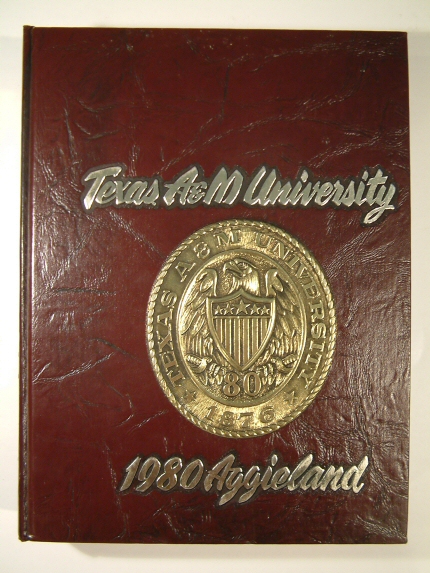 Texas A&M University
TEXAS A&M UNIVERSITY
80
1876
1980 Aggieland